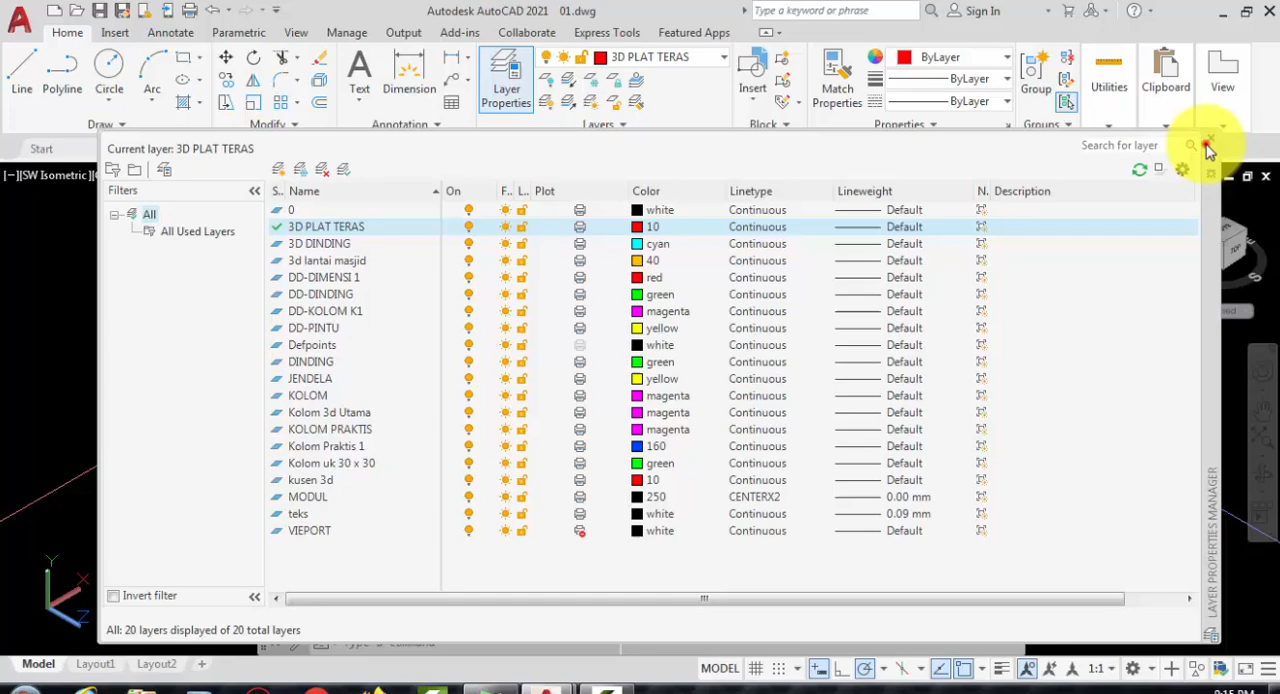 Autodesk AutoCAD 2021 01.dwg
Type a keyword or phrase
Sign In
Home Insert Annotate Parametric View Manage Output Add-ins Collaborate Express Tools Featured Apps
Line Polyline Circle Arc
Text Dimension
Layer Properties
3D PLAT TERAS
Insert
Match Properties
ByLayer
ByLayer
ByLayer
Group
Utilities
Clipboard
View
Draw Modify Annotation Layers Block Properties Groups
Start
Current layer: 3D PLAT TERAS
Search for layer
[−][SW Isometric]
Filters
All
All Used Layers
S.. Name On F.. L.. Plot Color Linetype Lineweight N. Description
0 white Continuous Default
3D PLAT TERAS 10 Continuous Default
3D DINDING cyan Continuous Default
3d lantai masjid 40 Continuous Default
DD-DIMENSI 1 red Continuous Default
DD-DINDING green Continuous Default
DD-KOLOM K1 magenta Continuous Default
DD-PINTU yellow Continuous Default
Defpoints white Continuous Default
DINDING green Continuous Default
JENDELA yellow Continuous Default
KOLOM magenta Continuous Default
Kolom 3d Utama magenta Continuous Default
KOLOM PRAKTIS magenta Continuous Default
Kolom Praktis 1 160 Continuous Default
Kolom uk 30 x 30 green Continuous Default
kusen 3d 10 Continuous Default
MODUL 250 CENTERX2 0.00 mm
teks white Continuous 0.09 mm
VIEPORT white Continuous Default
TOP
S
LAYER PROPERTIES MANAGER
Y
X
Z
Invert filter
All: 20 layers displayed of 20 total layers
Model Layout1 Layout2 +
MODEL
1:1